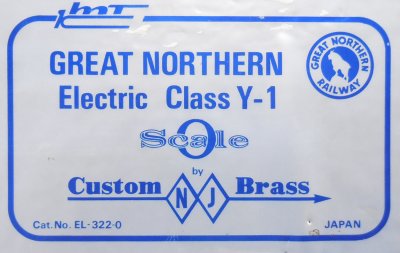 KMT
GREAT NORTHERN
RAILWAY
GREAT NORTHERN
Electric Class Y-1
O Scale
by
Custom NJ Brass
Cat. No. EL-322-0
JAPAN